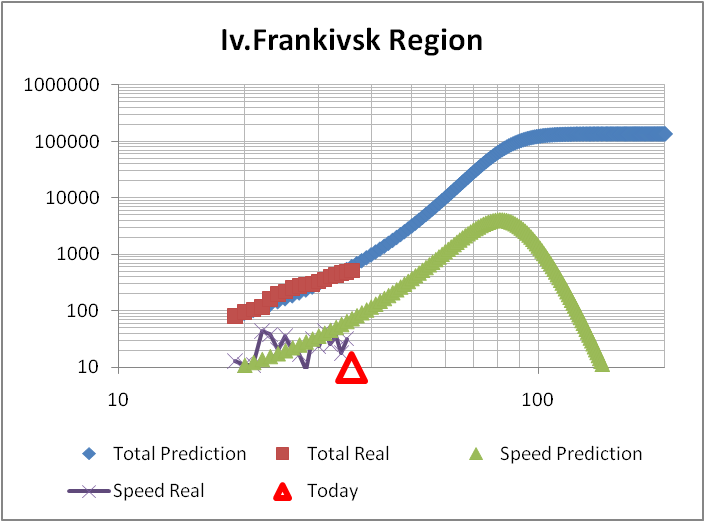 Iv.Frankivsk Region
1000000
100000
10000
1000
100
10
10 100
Total Prediction Total Real Speed Prediction
Speed Real Today